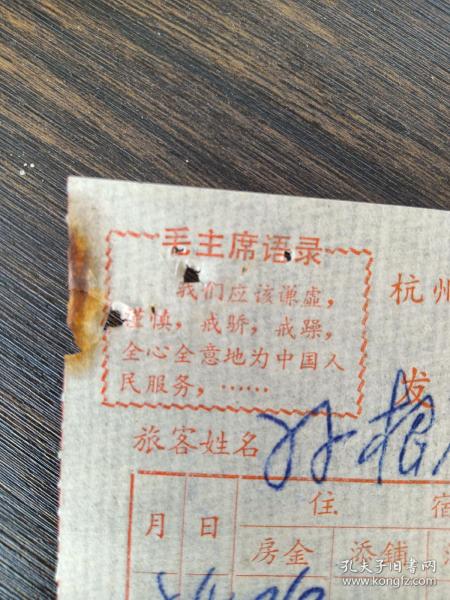 毛主席语录
我们应该谦虚，
谨慎，戒骄，戒躁，
全心全意地为中国人
民服务，……
杭州
发
旅客姓名
月 日 住 宿
房金 添铺
孔夫子旧书网
www.kongfz.com